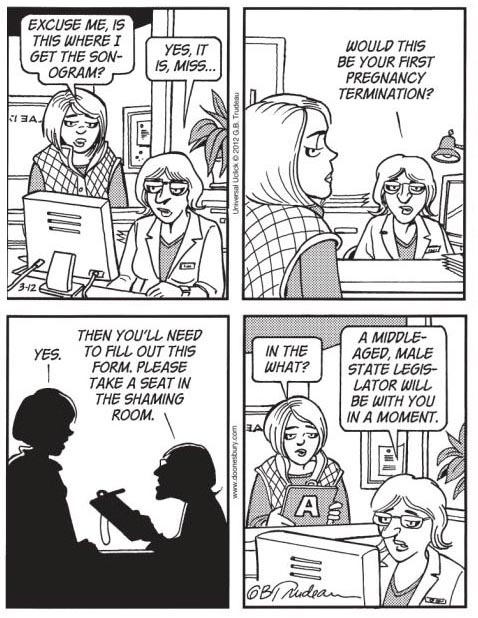 EXCUSE ME, IS
THIS WHERE I
GET THE SON-
OGRAM?
YES, IT
IS, MISS...
3-12
Universal Uclick © 2012 G.B. Trudeau
WOULD THIS
BE YOUR FIRST
PREGNANCY
TERMINATION?
YES.
THEN YOU'LL NEED
TO FILL OUT THIS
FORM. PLEASE
TAKE A SEAT IN
THE SHAMING
ROOM.
www.doonesbury.com
IN THE
WHAT?
A MIDDLE-
AGED, MALE
STATE LEGIS-
LATOR WILL
BE WITH YOU
IN A MOMENT.
A
GBTrudeau